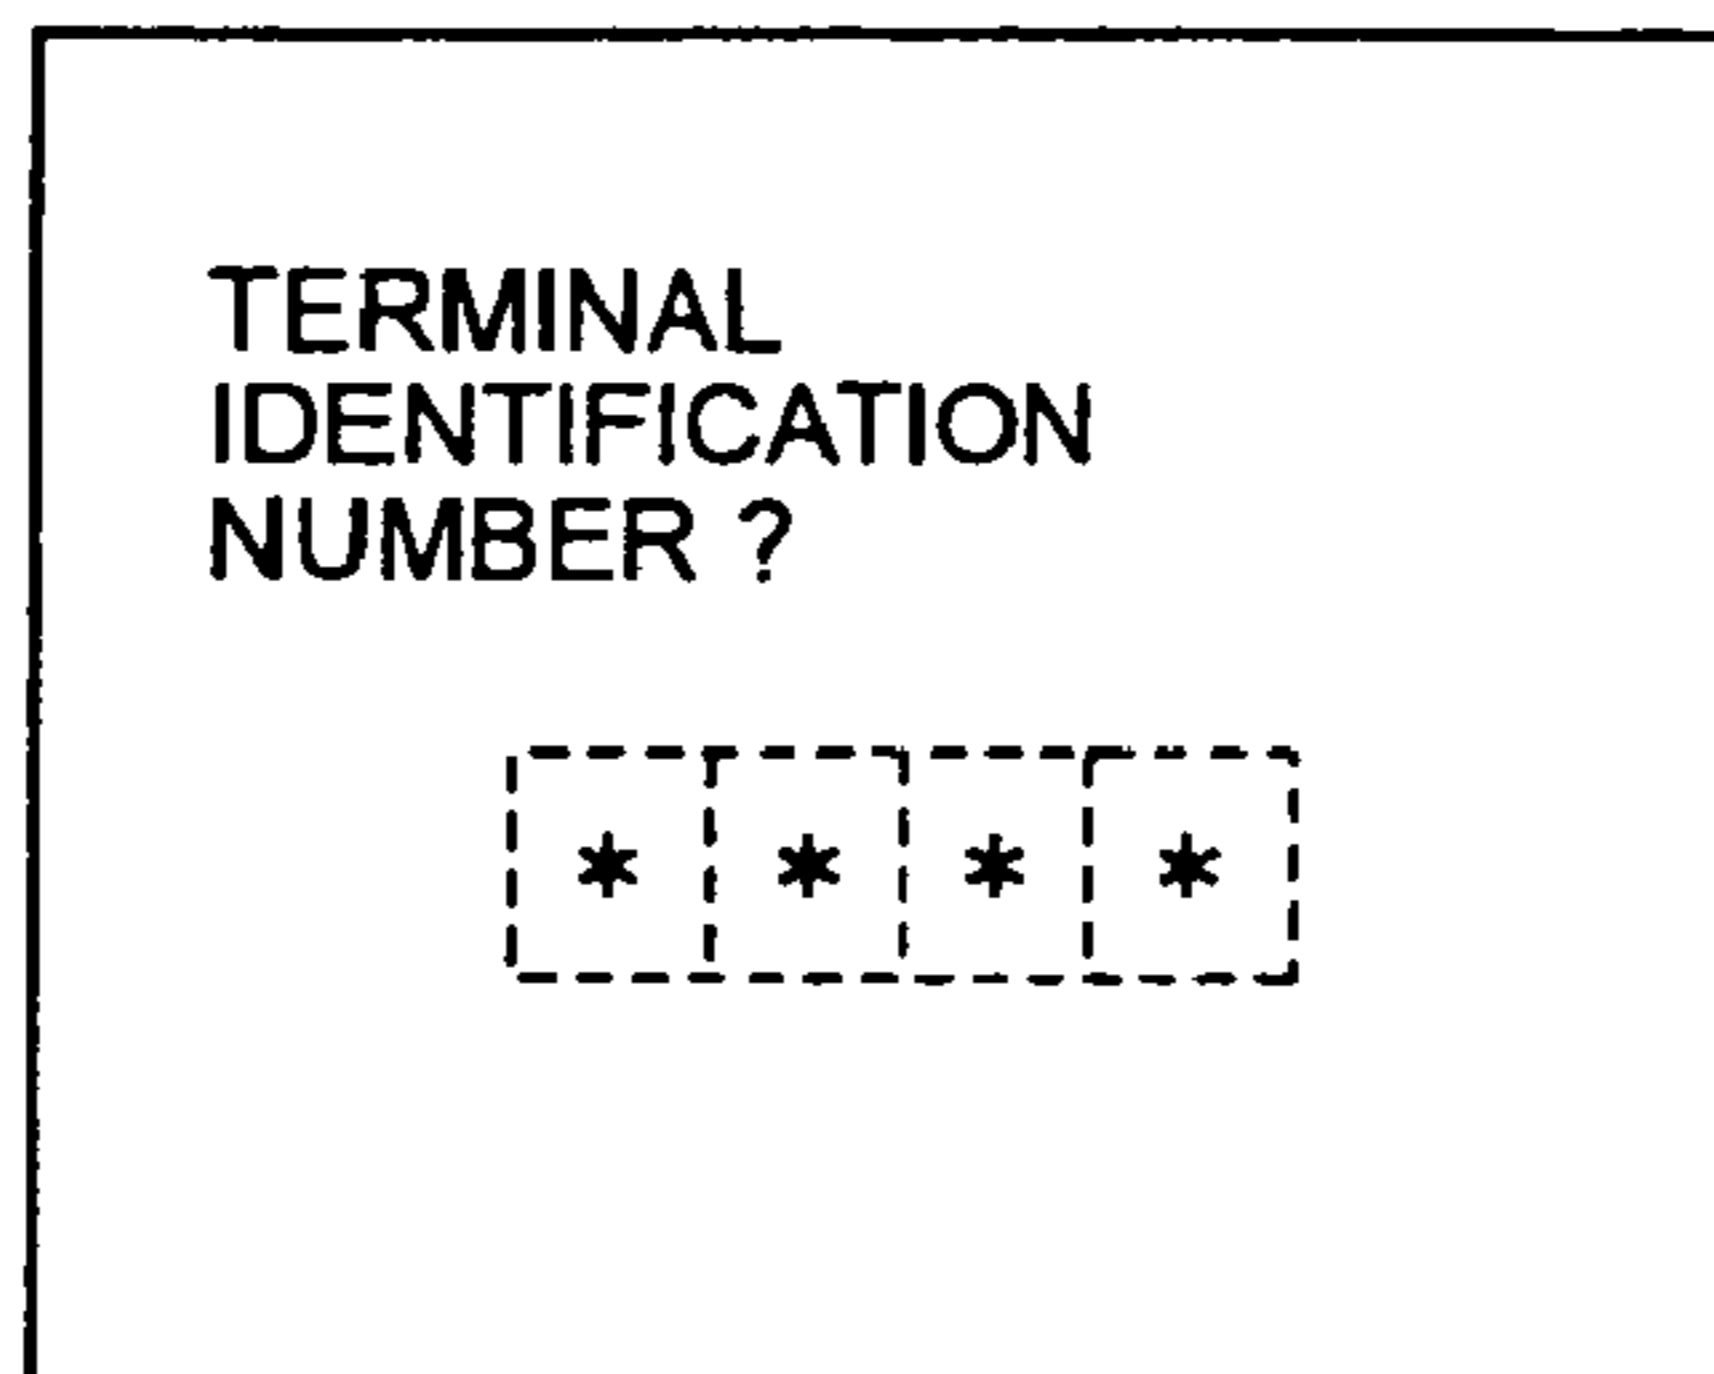 TERMINAL
IDENTIFICATION
NUMBER ?
* * * *